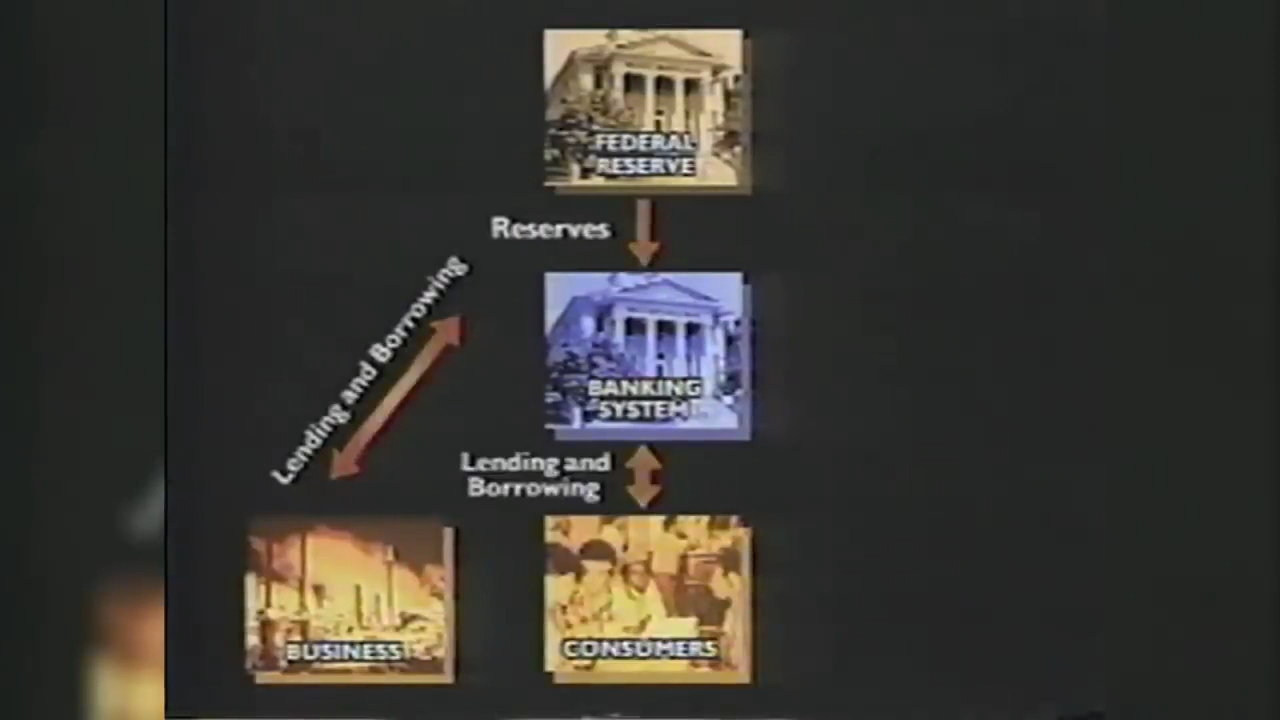 FEDERAL
RESERVE
Reserves
Lending and Borrowing
BANKING
SYSTEM
Lending and
Borrowing
BUSINESS
CONSUMERS